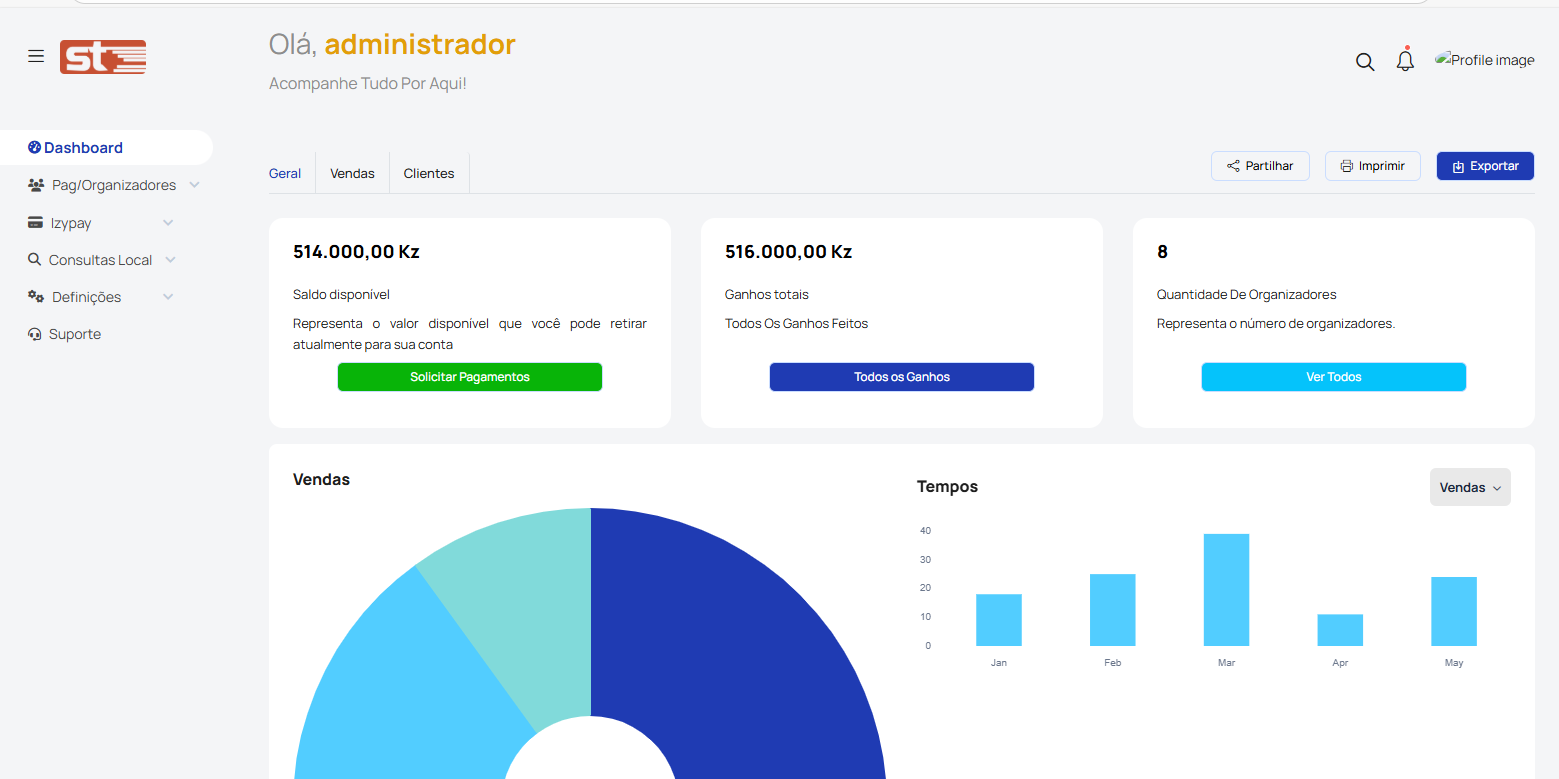 st
Olá, administrador
Acompanhe Tudo Por Aqui!
Profile image
Dashboard
Pag/Organizadores
Izypay
Consultas Local
Definições
Suporte
Geral
Vendas
Clientes
Partilhar
Imprimir
Exportar
514.000,00 Kz
Saldo disponível
Representa o valor disponível que você pode retirar
atualmente para sua conta
Solicitar Pagamentos
516.000,00 Kz
Ganhos totais
Todos Os Ganhos Feitos
Todos os Ganhos
8
Quantidade De Organizadores
Representa o número de organizadores.
Ver Todos
Vendas
Tempos
Vendas
40
30
20
10
0
Jan Feb Mar Apr May